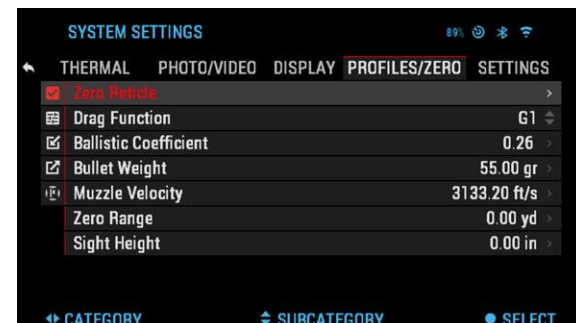 SYSTEM SETTINGS 89%
THERMAL PHOTO/VIDEO DISPLAY PROFILES/ZERO SETTINGS
Zero Reticle
Drag Function G1
Ballistic Coefficient 0.26
Bullet Weight 55.00 gr
Muzzle Velocity 3133.20 ft/s
Zero Range 0.00 yd
Sight Height 0.00 in
CATEGORY SUBCATEGORY SELECT